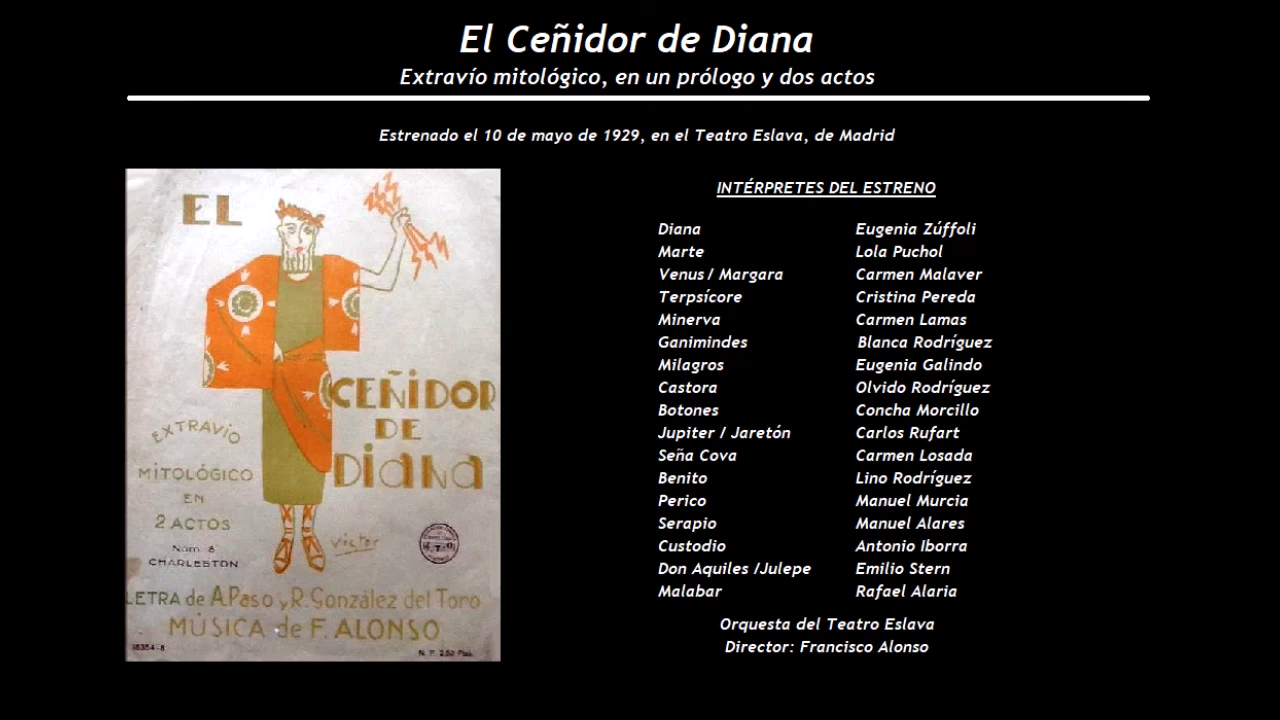 El Ceñidor de Diana
Extravío mitológico, en un prólogo y dos actos
Estrenado el 10 de mayo de 1929, en el Teatro Eslava, de Madrid
EL
CEÑIDOR
DE
DIANA
EXTRAVÍO
MITOLÓGICO
EN
2 ACTOS
Núm 8
CHARLESTON
Victor
LETRA de A. Paso y R. González del Toro
MÚSICA de F. ALONSO
N. P. 2,50 Ptas.
INTÉRPRETES DEL ESTRENO
Diana Eugenia Zúffoli
Marte Lola Puchol
Venus / Margara Carmen Malaver
Terpsícore Cristina Pereda
Minerva Carmen Lamas
Ganimindes Blanca Rodríguez
Milagros Eugenia Galindo
Castora Olvido Rodríguez
Botones Concha Morcillo
Jupiter / Jaretón Carlos Rufart
Seña Cova Carmen Losada
Benito Lino Rodríguez
Perico Manuel Murcia
Serapio Manuel Alares
Custodio Antonio Iborra
Don Aquiles /Julepe Emilio Stern
Malabar Rafael Alaria
Orquesta del Teatro Eslava
Director: Francisco Alonso